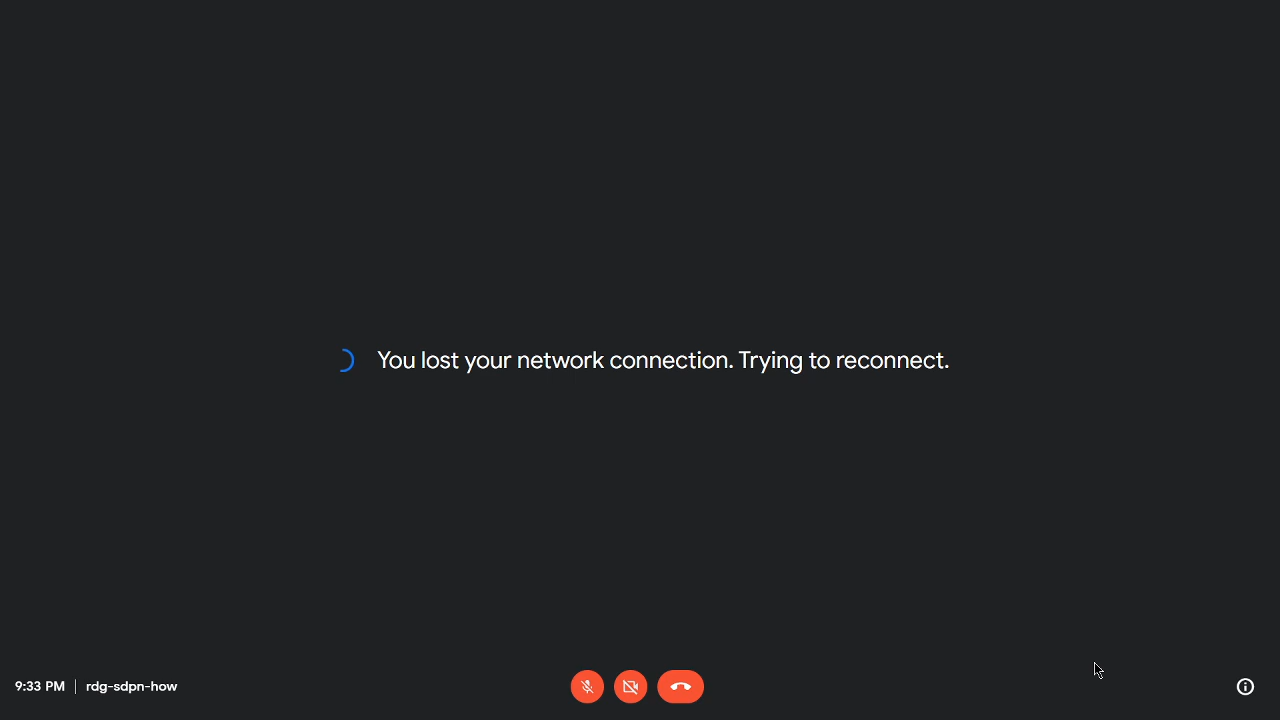 You lost your network connection. Trying to reconnect.
9:33 PM | rdg-sdpn-how